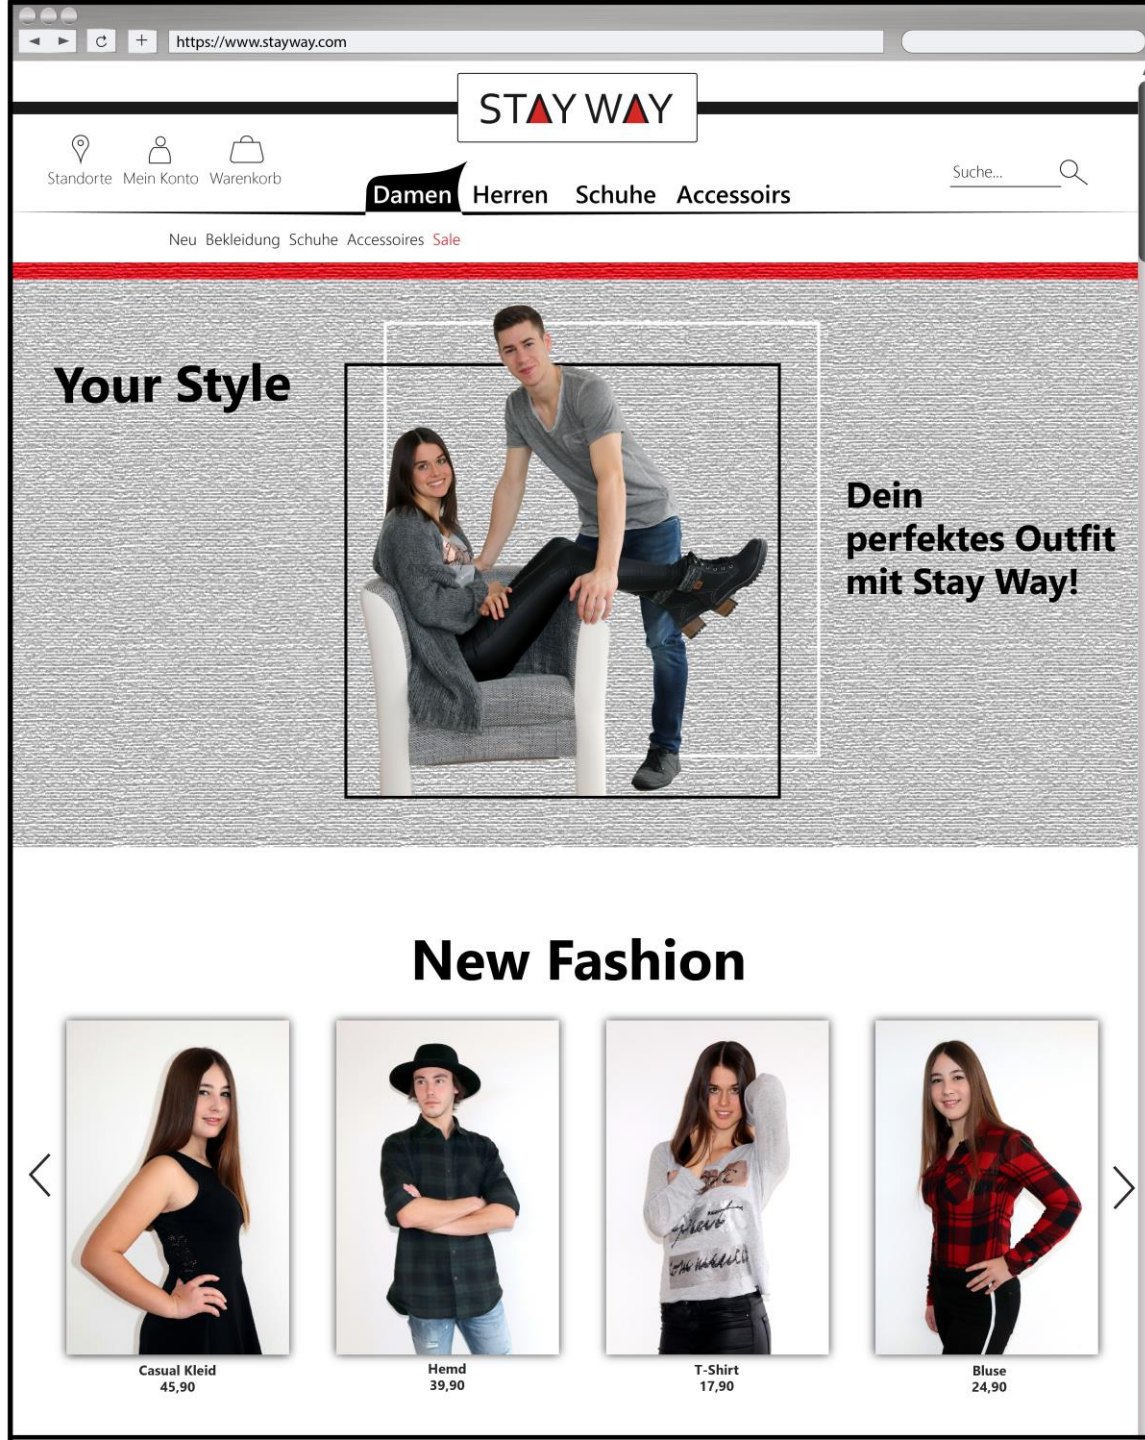 https://www.stayway.com
STAY WAY
Standorte Mein Konto Warenkorb
Suche...
Damen Herren Schuhe Accessoirs
Neu Bekleidung Schuhe Accessoires Sale
Your Style
Dein
perfektes Outfit
mit Stay Way!
New Fashion
Casual Kleid
45,90
Hemd
39,90
T-Shirt
17,90
Bluse
24,90